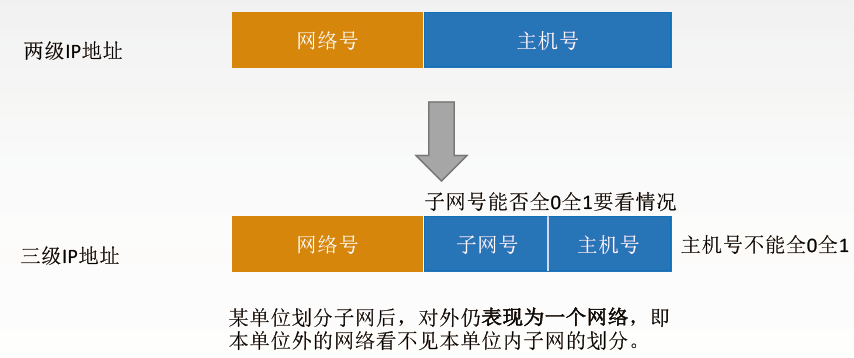 两级IP地址
网络号
主机号
子网号能否全0全1要看情况
三级IP地址
网络号
子网号
主机号
主机号不能全0全1
某单位划分子网后，对外仍表现为一个网络，即
本单位外的网络看不见本单位内子网的划分。